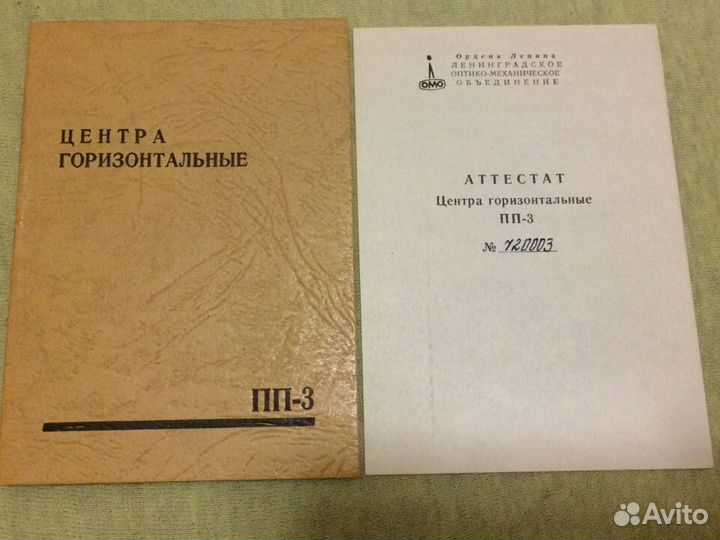 ЦЕНТРА
ГОРИЗОНТАЛЬНЫЕ
ПП-3
Ордена Ленина
ЛЕНИНГРАДСКОЕ
ОПТИКО-МЕХАНИЧЕСКОЕ
ОБЪЕДИНЕНИЕ
ОМО
АТТЕСТАТ
Центра горизонтальные
ПП-3
№ 720003
Avito